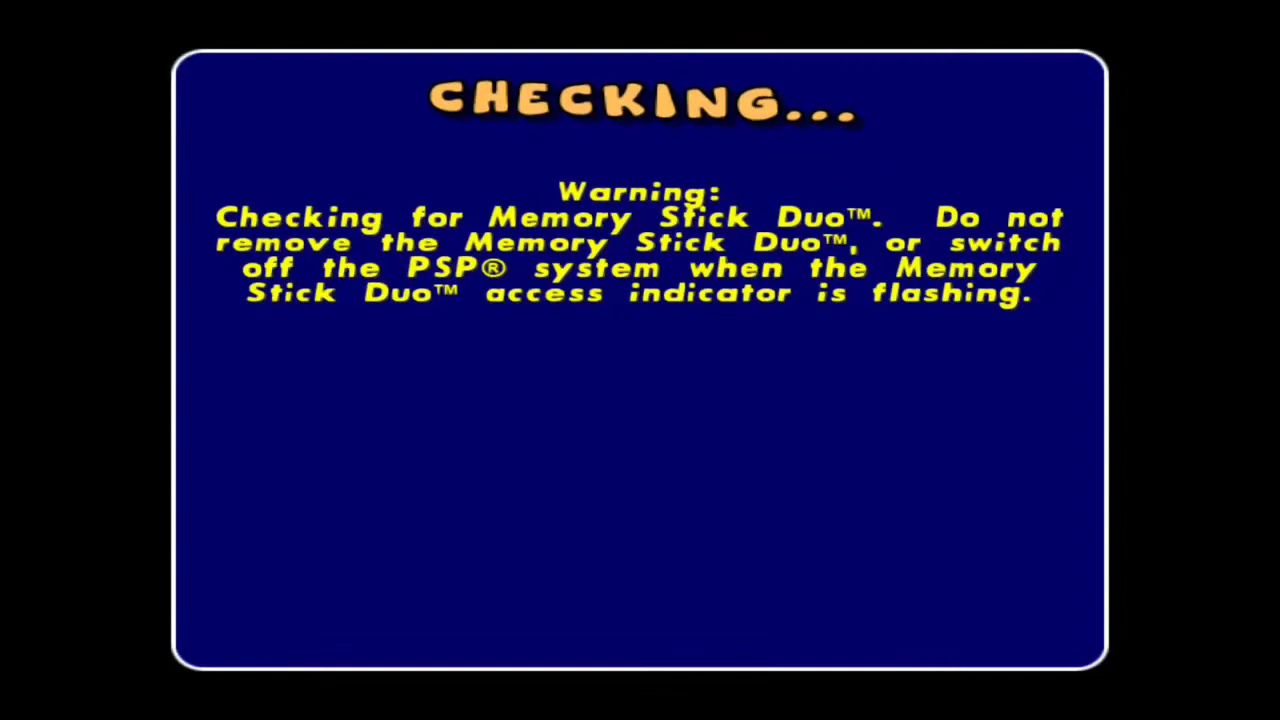 CHECKING...
Warning:
Checking for Memory Stick Duo™. Do not
remove the Memory Stick Duo™, or switch
off the PSP® system when the Memory
Stick Duo™ access indicator is flashing.